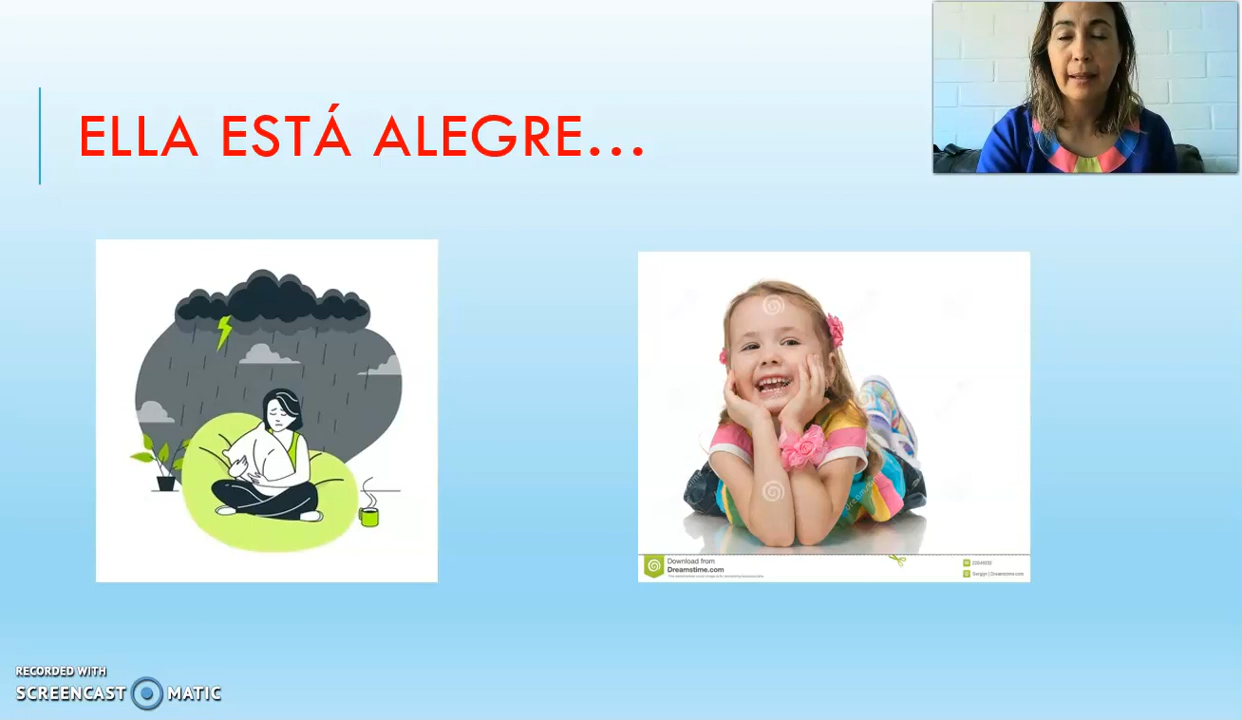 ELLA ESTÁ ALEGRE...
Download from
Dreamstime.com
RECORDED WITH
SCREENCAST MATIC